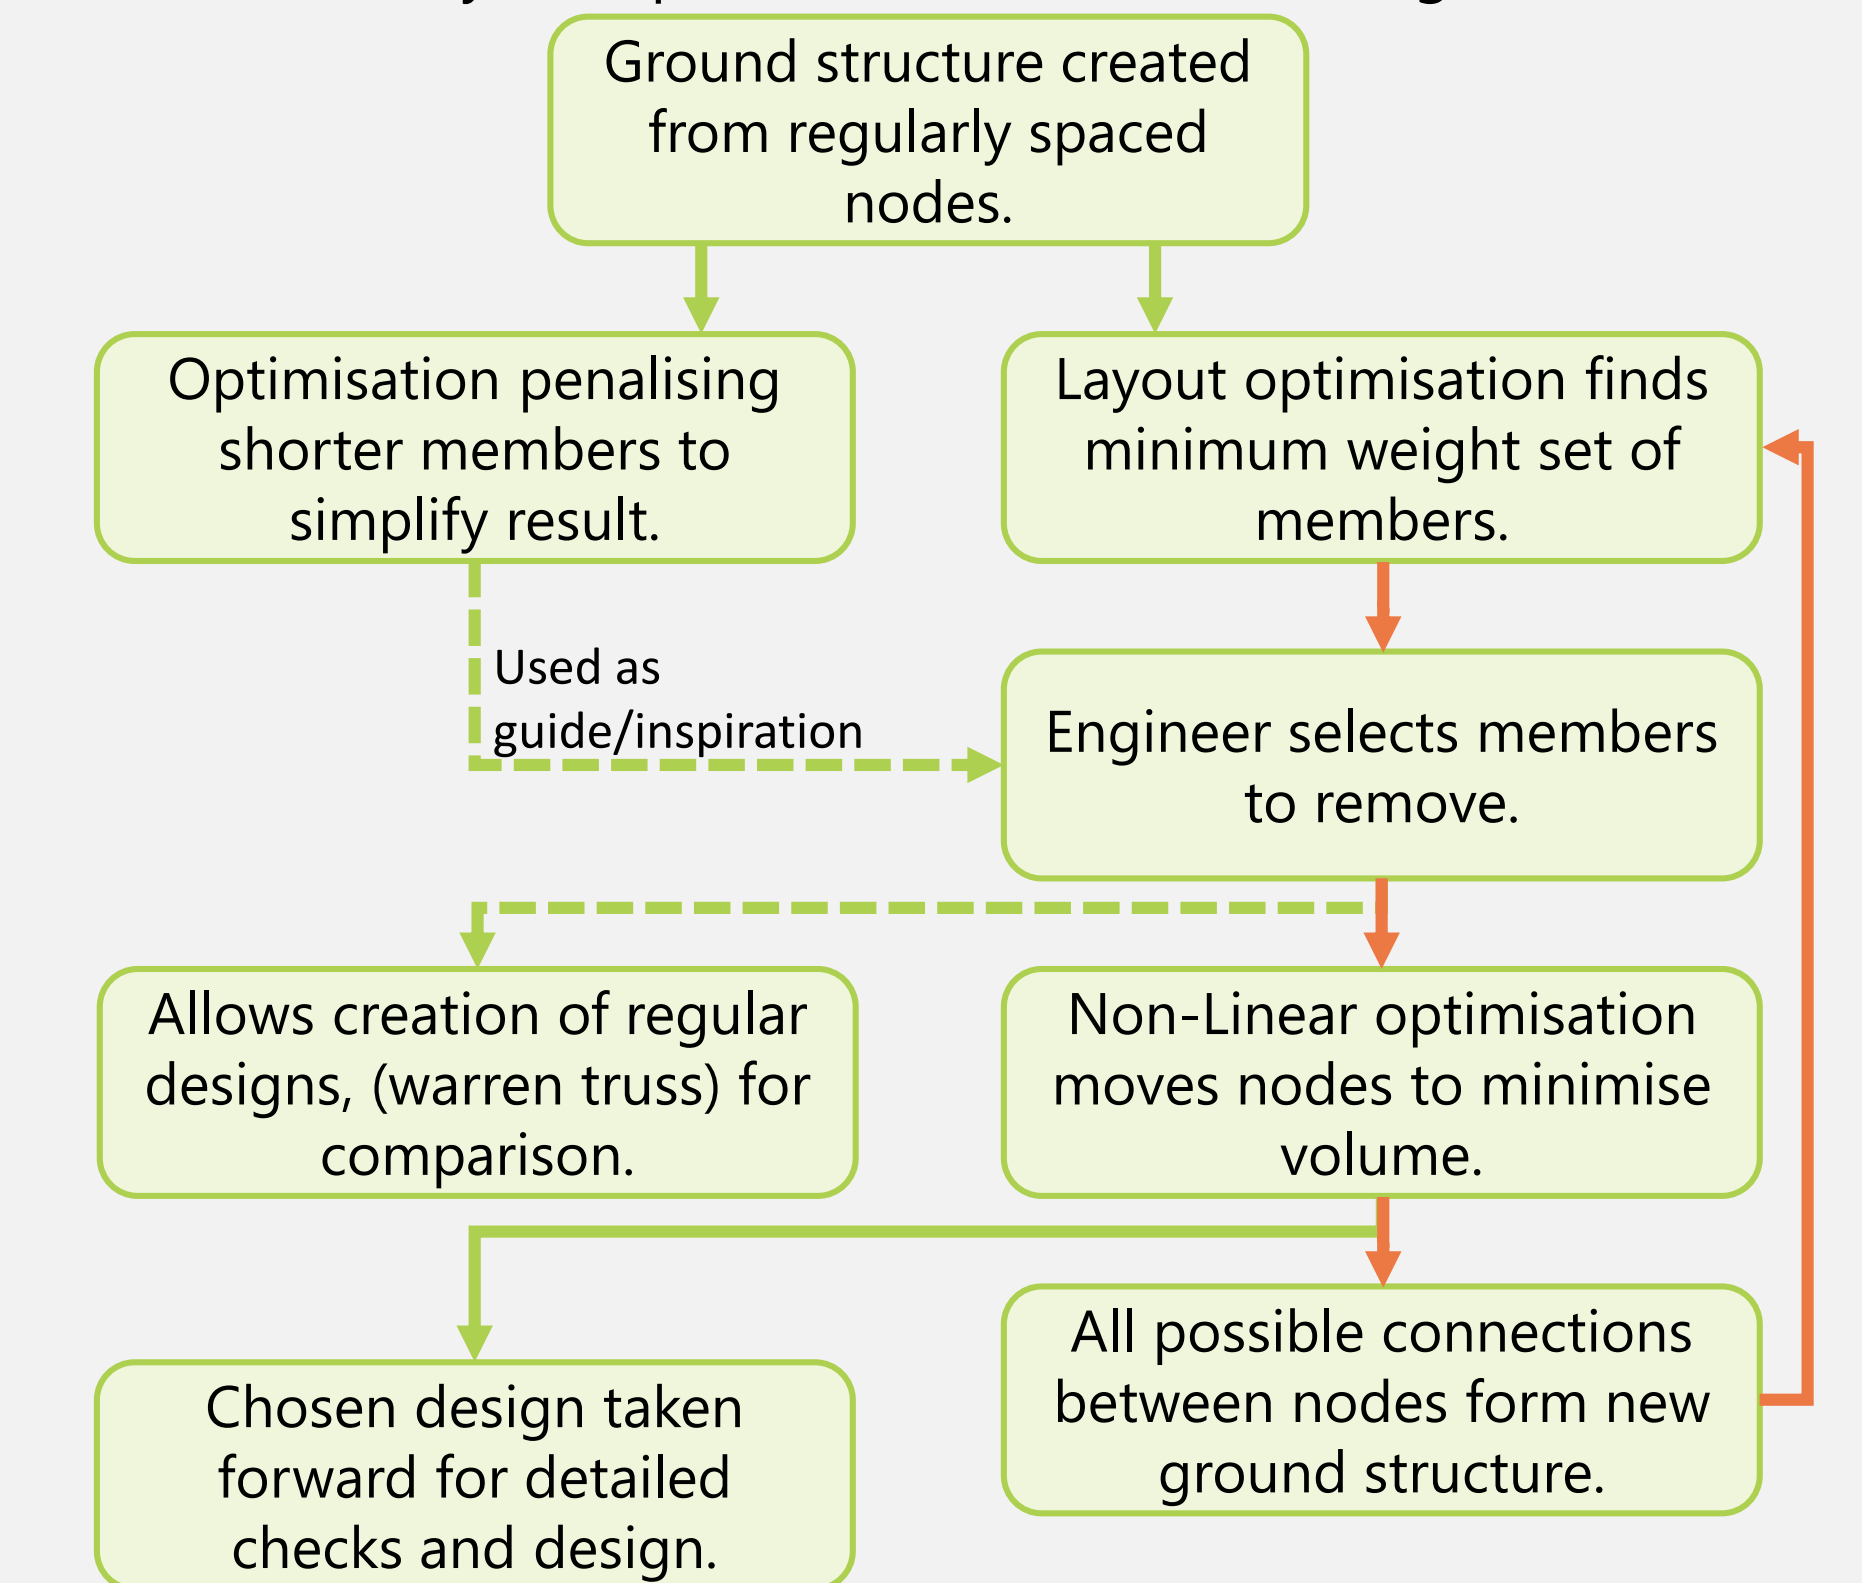 Ground structure created
from regularly spaced
nodes.
Optimisation penalising
shorter members to
simplify result.
Layout optimisation finds
minimum weight set of
members.
Used as
guide/inspiration
Engineer selects members
to remove.
Allows creation of regular
designs, (warren truss) for
comparison.
Non-Linear optimisation
moves nodes to minimise
volume.
Chosen design taken
forward for detailed
checks and design.
All possible connections
between nodes form new
ground structure.